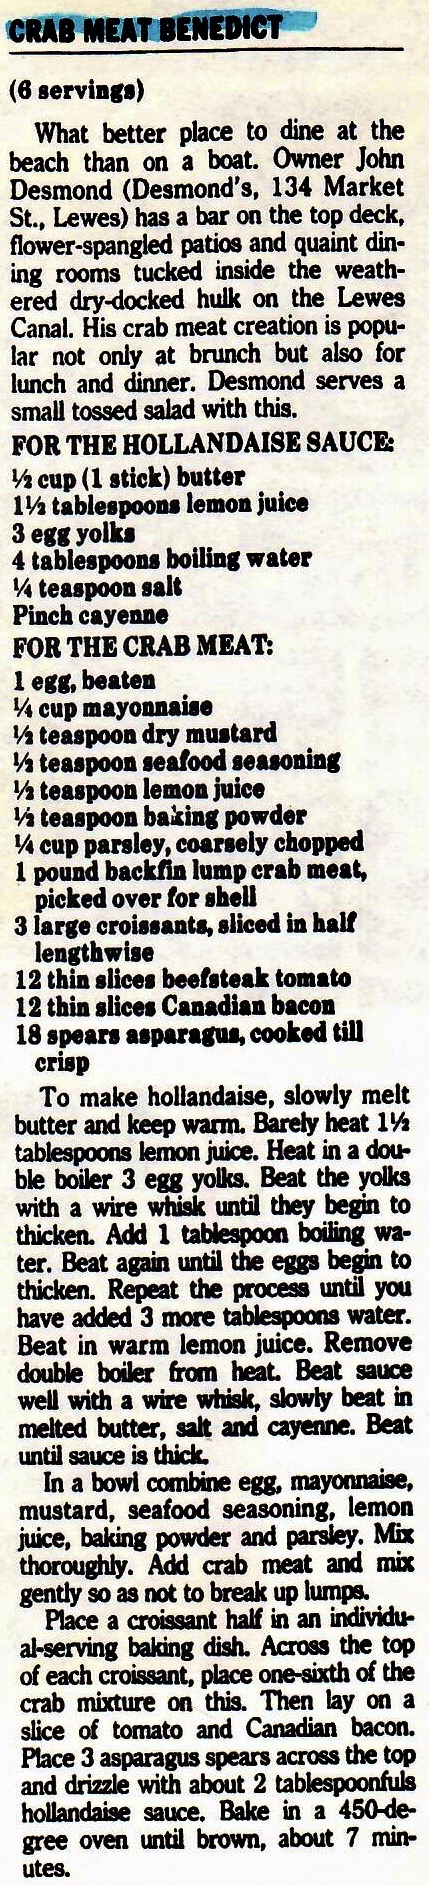 CRAB MEAT BENEDICT
(6 servings)
What better place to dine at the
beach than on a boat. Owner John
Desmond (Desmond's, 134 Market
St., Lewes) has a bar on the top deck,
flower-spangled patios and quaint din-
ing rooms tucked inside the weath-
ered dry-docked hulk on the Lewes
Canal. His crab meat creation is popu-
lar not only at brunch but also for
lunch and dinner. Desmond serves a
small tossed salad with this.
FOR THE HOLLANDAISE SAUCE:
½ cup (1 stick) butter
1½ tablespoons lemon juice
3 egg yolks
4 tablespoons boiling water
¼ teaspoon salt
Pinch cayenne
FOR THE CRAB MEAT:
1 egg, beaten
¼ cup mayonnaise
½ teaspoon dry mustard
½ teaspoon seafood seasoning
½ teaspoon lemon juice
½ teaspoon baking powder
¼ cup parsley, coarsely chopped
1 pound backfin lump crab meat,
picked over for shell
3 large croissants, sliced in half
lengthwise
12 thin slices beefsteak tomato
12 thin slices Canadian bacon
18 spears asparagus, cooked till
crisp
To make hollandaise, slowly melt
butter and keep warm. Barely heat 1½
tablespoons lemon juice. Heat in a dou-
ble boiler 3 egg yolks. Beat the yolks
with a wire whisk until they begin to
thicken. Add 1 tablespoon boiling wa-
ter. Beat again until the eggs begin to
thicken. Repeat the process until you
have added 3 more tablespoons water.
Beat in warm lemon juice. Remove
double boiler from heat. Beat sauce
well with a wire whisk, slowly beat in
melted butter, salt and cayenne. Beat
until sauce is thick.
In a bowl combine egg, mayonnaise,
mustard, seafood seasoning, lemon
juice, baking powder and parsley. Mix
thoroughly. Add crab meat and mix
gently so as not to break up lumps.
Place a croissant half in an individu-
al-serving baking dish. Across the top
of each croissant, place one-sixth of the
crab mixture on this. Then lay on a
slice of tomato and Canadian bacon.
Place 3 asparagus spears across the top
and drizzle with about 2 tablespoonfuls
hollandaise sauce. Bake in a 450-de-
gree oven until brown, about 7 min-
utes.